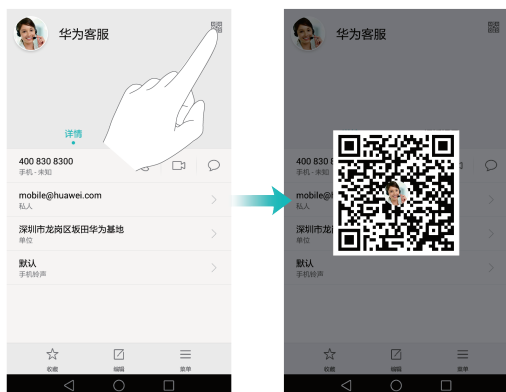 华为客服
详情
400 830 8300
手机 - 未知
mobile@huawei.com
私人
深圳市龙岗区坂田华为基地
单位
默认
手机铃声
收藏
编辑
菜单
华为客服
400 830 8
手机 - 未知
mobile@h
私人
深圳市龙
单位
默认
手机铃声
收藏
编辑
菜单